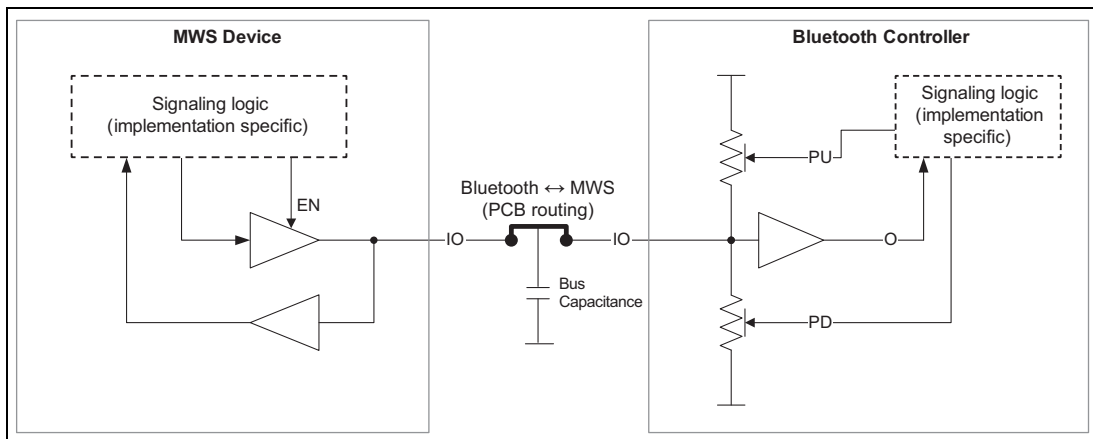 MWS Device
Signaling logic
(implementation specific)
EN
IO
Bluetooth ↔ MWS
(PCB routing)
Bus
Capacitance
IO
Bluetooth Controller
Signaling logic
(implementation
specific)
PU
O
PD